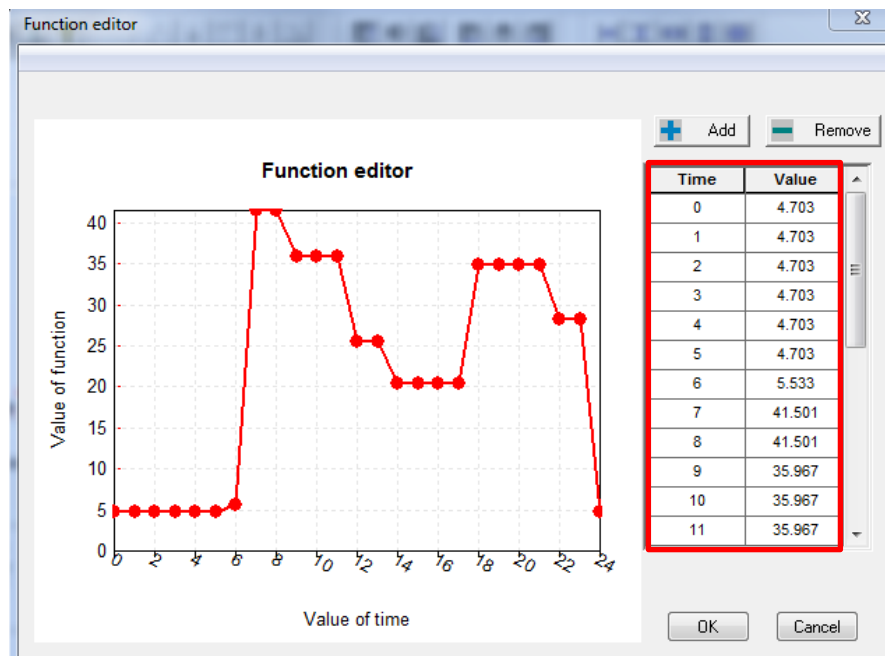 Function editor
Add Remove
Function editor
Value of function
40
35
30
25
20
15
10
5
0
0 2 4 6 8 10 12 14 16 18 20 22 24
Value of time
Time Value
0 4.703
1 4.703
2 4.703
3 4.703
4 4.703
5 4.703
6 5.533
7 41.501
8 41.501
9 35.967
10 35.967
11 35.967
OK Cancel